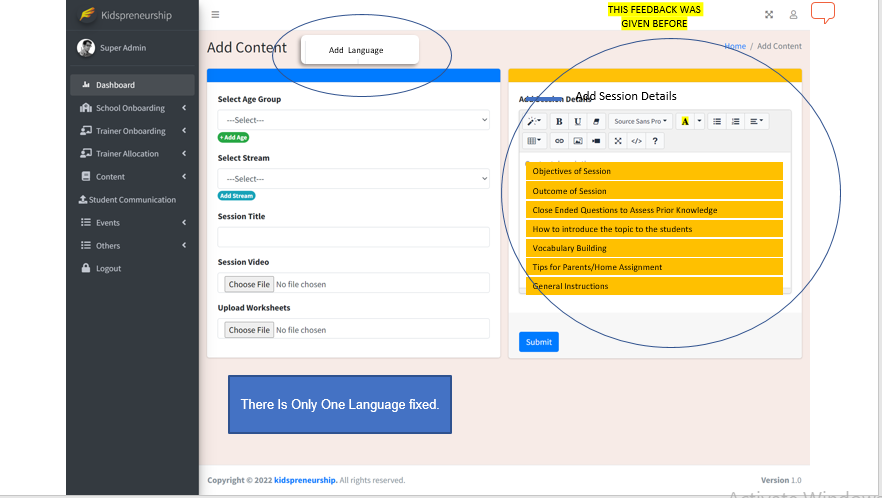 THIS FEEDBACK WAS
GIVEN BEFORE
Kidspreneurship
Super Admin
Dashboard
School Onboarding
Trainer Onboarding
Trainer Allocation
Content
Student Communication
Events
Others
Logout
Add Content
Add Language
Home / Add Content
Select Age Group
---Select---
+ Add Age
Select Stream
---Select---
Add Stream
Session Title
Session Video
Choose File No file chosen
Upload Worksheets
Choose File No file chosen
Add Session Details
Add Session Details
B U Source Sans Pro A
</> ?
Objectives of Session
Outcome of Session
Close Ended Questions to Assess Prior Knowledge
How to introduce the topic to the students
Vocabulary Building
Tips for Parents/Home Assignment
General Instructions
Submit
There Is Only One Language fixed.
Copyright © 2022 kidspreneurship. All rights reserved.
Version 1.0